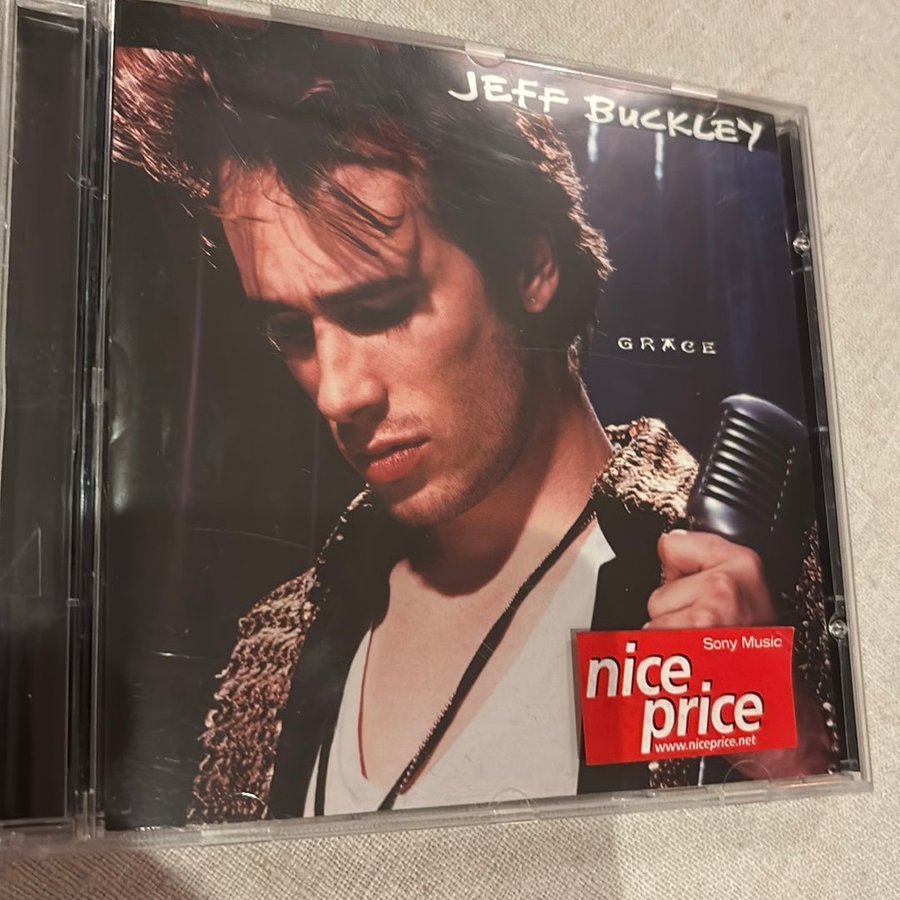 JEFF BUCKLEY
GRACE
Sony Music
nice
price
www.niceprice.net